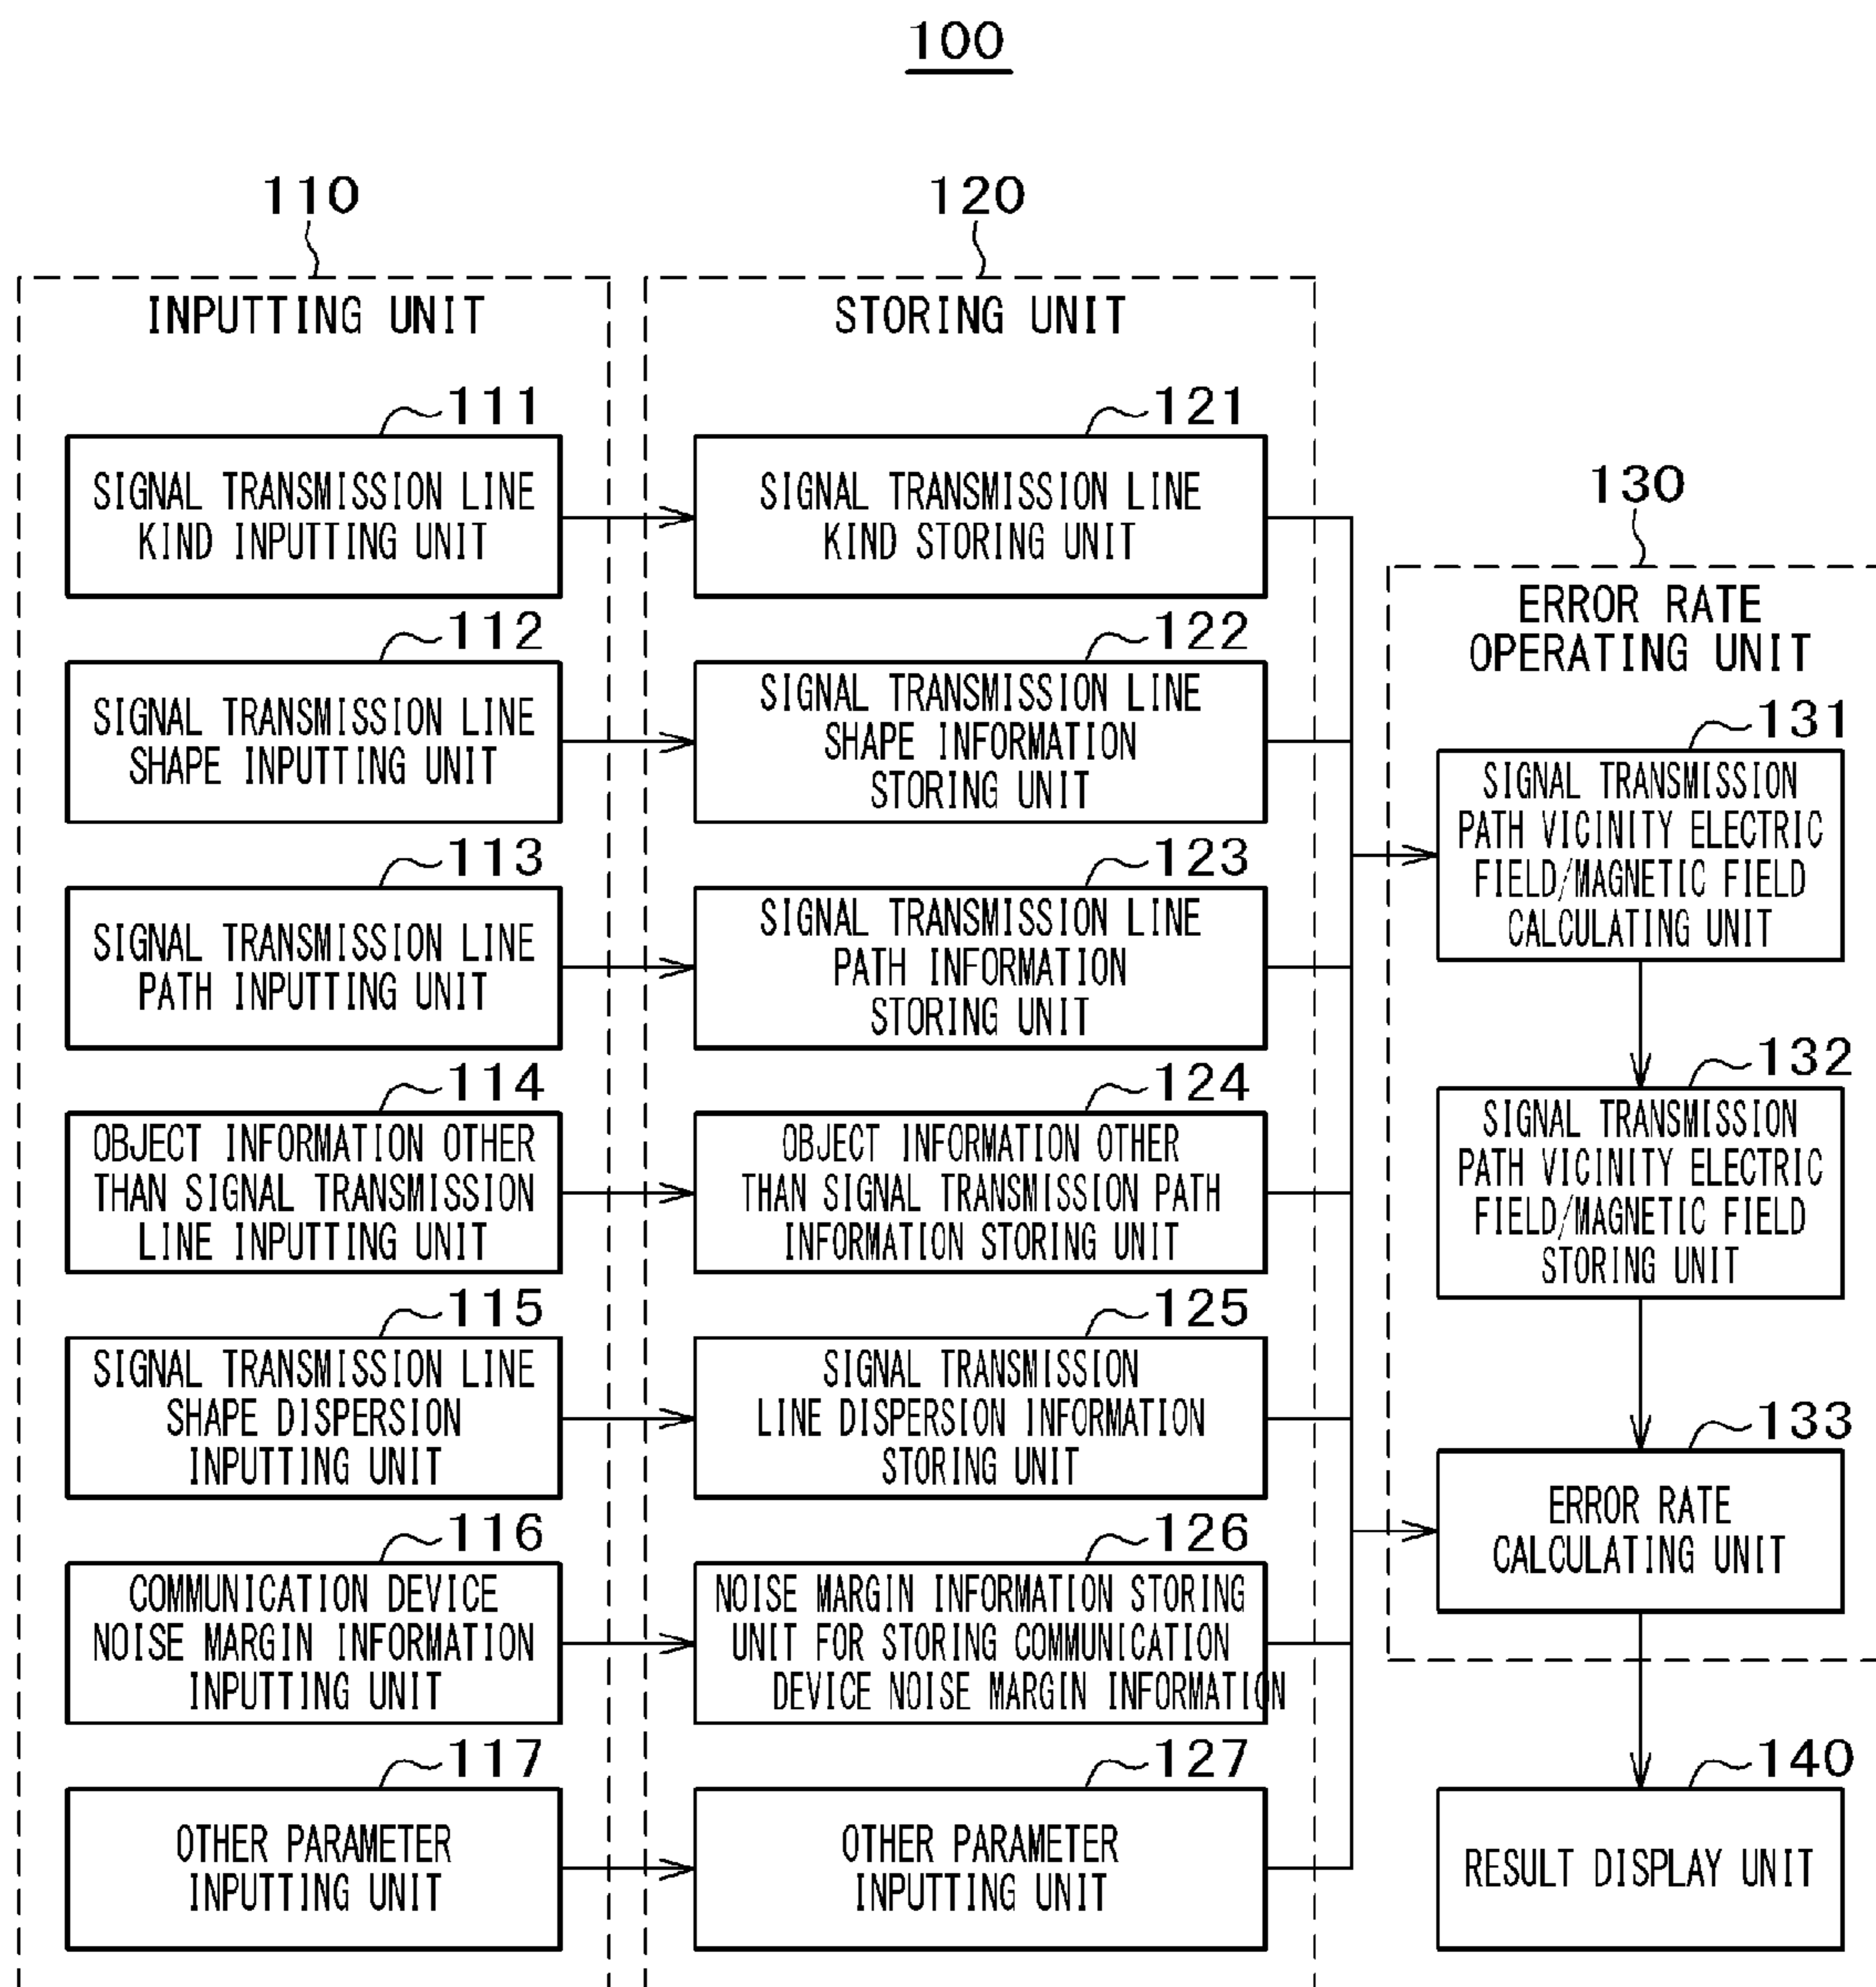 100
110
INPUTTING UNIT
111
SIGNAL TRANSMISSION LINE
KIND INPUTTING UNIT
112
SIGNAL TRANSMISSION LINE
SHAPE INPUTTING UNIT
113
SIGNAL TRANSMISSION LINE
PATH INPUTTING UNIT
114
OBJECT INFORMATION OTHER
THAN SIGNAL TRANSMISSION
LINE INPUTTING UNIT
115
SIGNAL TRANSMISSION LINE
SHAPE DISPERSION
INPUTTING UNIT
116
COMMUNICATION DEVICE
NOISE MARGIN INFORMATION
INPUTTING UNIT
117
OTHER PARAMETER
INPUTTING UNIT
120
STORING UNIT
121
SIGNAL TRANSMISSION LINE
KIND STORING UNIT
122
SIGNAL TRANSMISSION LINE
SHAPE INFORMATION
STORING UNIT
123
SIGNAL TRANSMISSION LINE
PATH INFORMATION
STORING UNIT
124
OBJECT INFORMATION OTHER
THAN SIGNAL TRANSMISSION PATH
INFORMATION STORING UNIT
125
SIGNAL TRANSMISSION
LINE DISPERSION INFORMATION
STORING UNIT
126
NOISE MARGIN INFORMATION STORING
UNIT FOR STORING COMMUNICATION
DEVICE NOISE MARGIN INFORMATION
127
OTHER PARAMETER
INPUTTING UNIT
130
ERROR RATE
OPERATING UNIT
131
SIGNAL TRANSMISSION
PATH VICINITY ELECTRIC
FIELD/MAGNETIC FIELD
CALCULATING UNIT
132
SIGNAL TRANSMISSION
PATH VICINITY ELECTRIC
FIELD/MAGNETIC FIELD
STORING UNIT
133
ERROR RATE
CALCULATING UNIT
140
RESULT DISPLAY UNIT